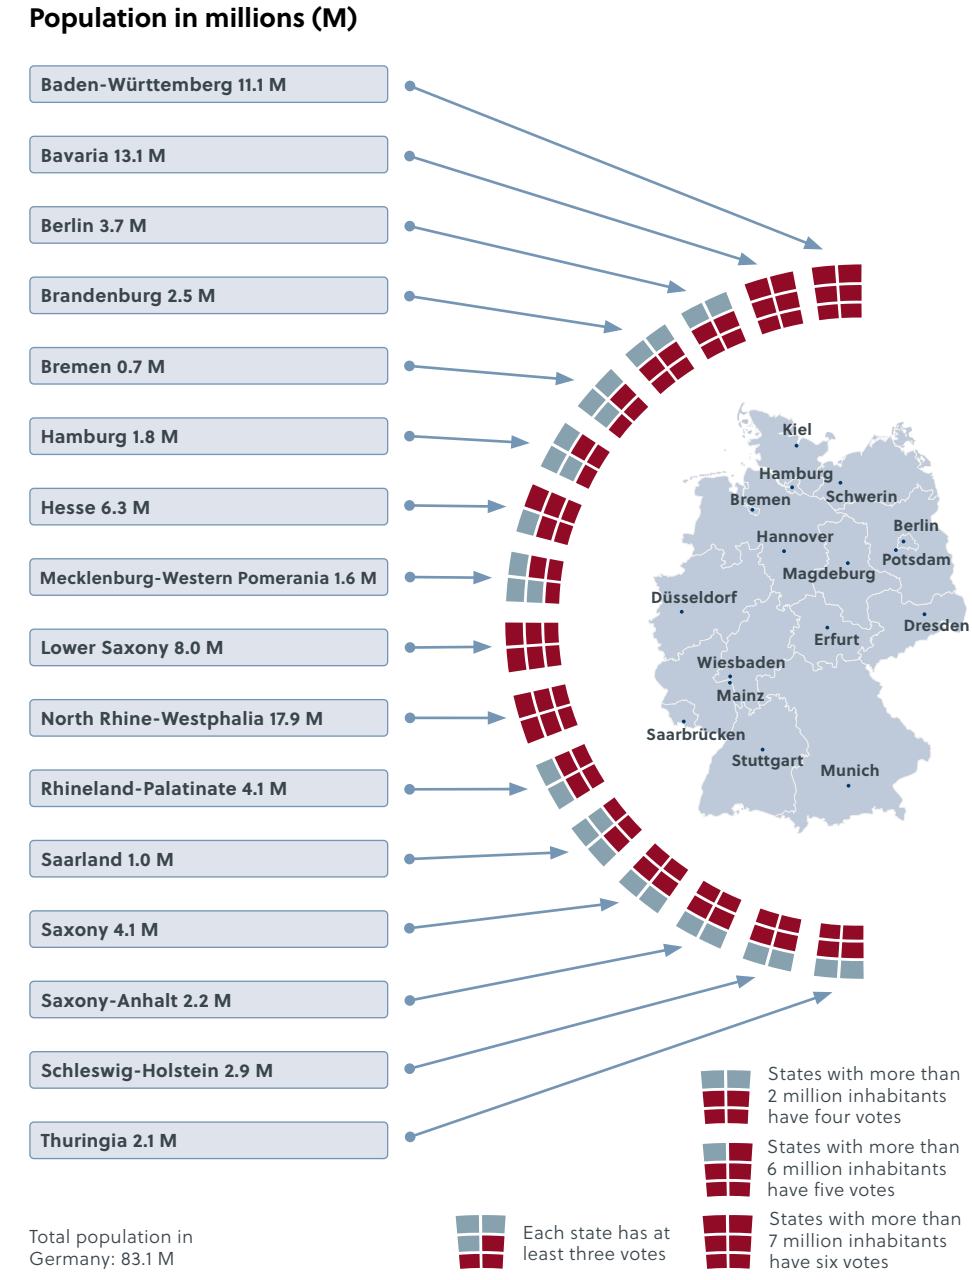 Population in millions (M)
Baden-Württemberg 11.1 M
Bavaria 13.1 M
Berlin 3.7 M
Brandenburg 2.5 M
Bremen 0.7 M
Hamburg 1.8 M
Hesse 6.3 M
Mecklenburg-Western Pomerania 1.6 M
Lower Saxony 8.0 M
North Rhine-Westphalia 17.9 M
Rhineland-Palatinate 4.1 M
Saarland 1.0 M
Saxony 4.1 M
Saxony-Anhalt 2.2 M
Schleswig-Holstein 2.9 M
Thuringia 2.1 M
Kiel
Hamburg
Schwerin
Bremen
Berlin
Hannover
Potsdam
Magdeburg
Düsseldorf
Dresden
Erfurt
Wiesbaden
Mainz
Saarbrücken
Stuttgart
Munich
States with more than
2 million inhabitants
have four votes
States with more than
6 million inhabitants
have five votes
States with more than
7 million inhabitants
have six votes
Each state has at
least three votes
Total population in
Germany: 83.1 M